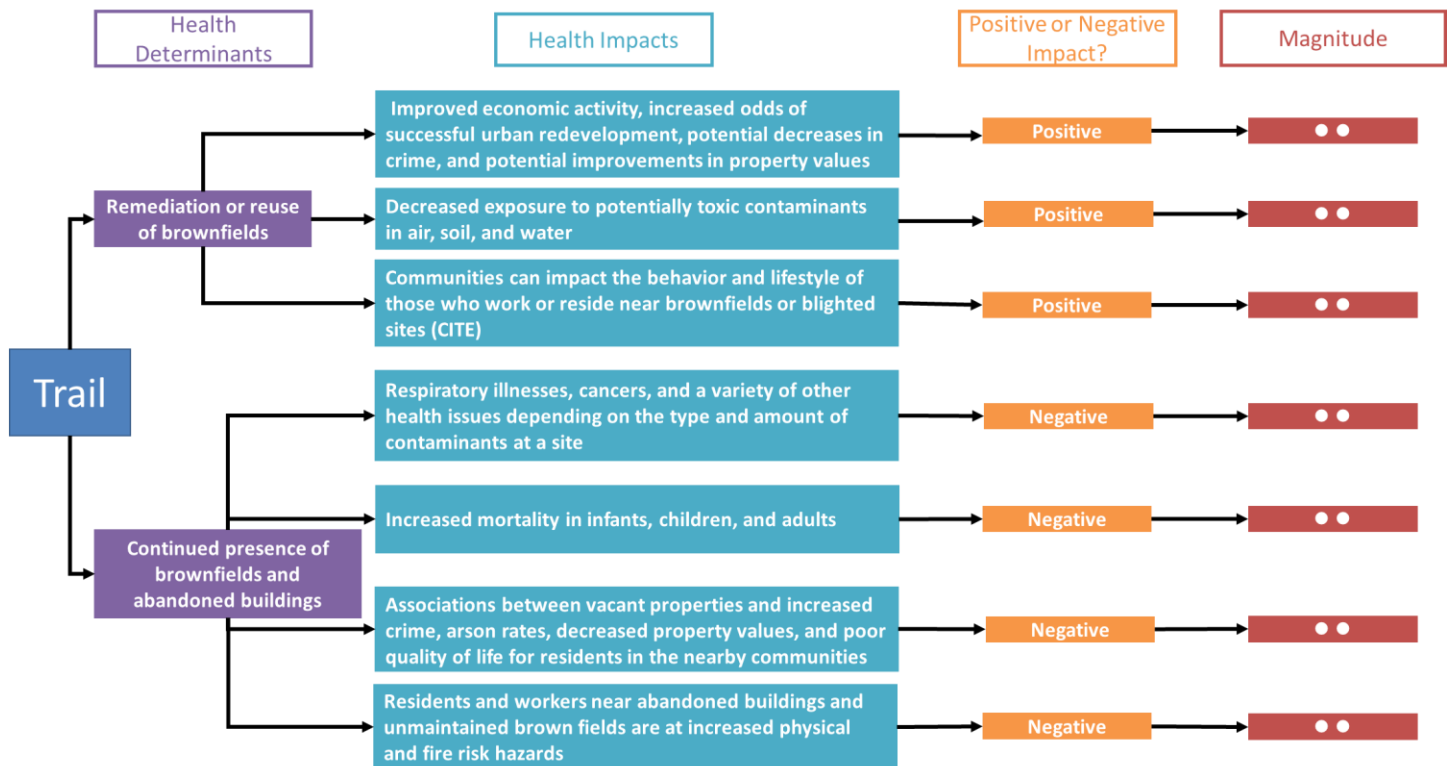 Health
Determinants
Health Impacts
Positive or Negative
Impact?
Magnitude
Trail
Remediation or reuse
of brownfields
Improved economic activity, increased odds of
successful urban redevelopment, potential decreases in
crime, and potential improvements in property values
Positive
Decreased exposure to potentially toxic contaminants
in air, soil, and water
Positive
Communities can impact the behavior and lifestyle of
those who work or reside near brownfields or blighted
sites (CITE)
Positive
Continued presence of
brownfields and
abandoned buildings
Respiratory illnesses, cancers, and a variety of other
health issues depending on the type and amount of
contaminants at a site
Negative
Increased mortality in infants, children, and adults
Negative
Associations between vacant properties and increased
crime, arson rates, decreased property values, and poor
quality of life for residents in the nearby communities
Negative
Residents and workers near abandoned buildings and
unmaintained brown fields are at increased physical
and fire risk hazards
Negative